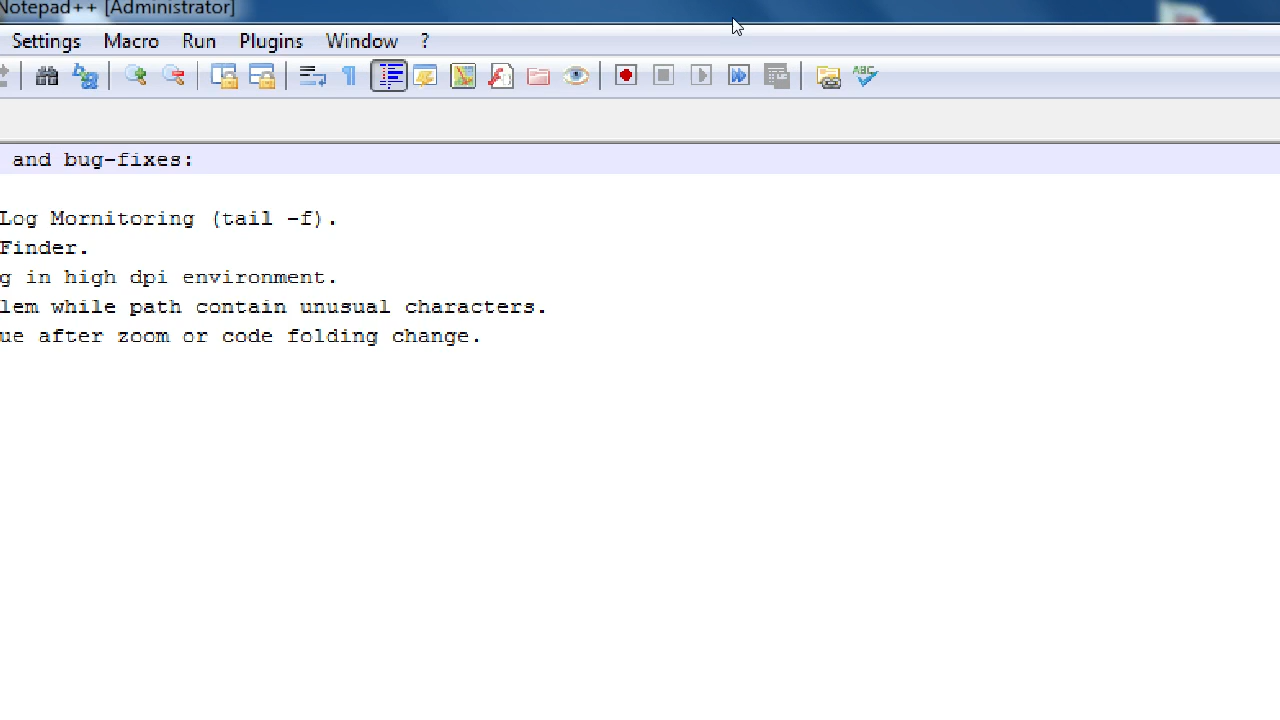 Notepad++ [Administrator]
Settings Macro Run Plugins Window ?
ABC
and bug-fixes:
Log Mornitoring (tail -f).
Finder.
g in high dpi environment.
lem while path contain unusual characters.
ue after zoom or code folding change.